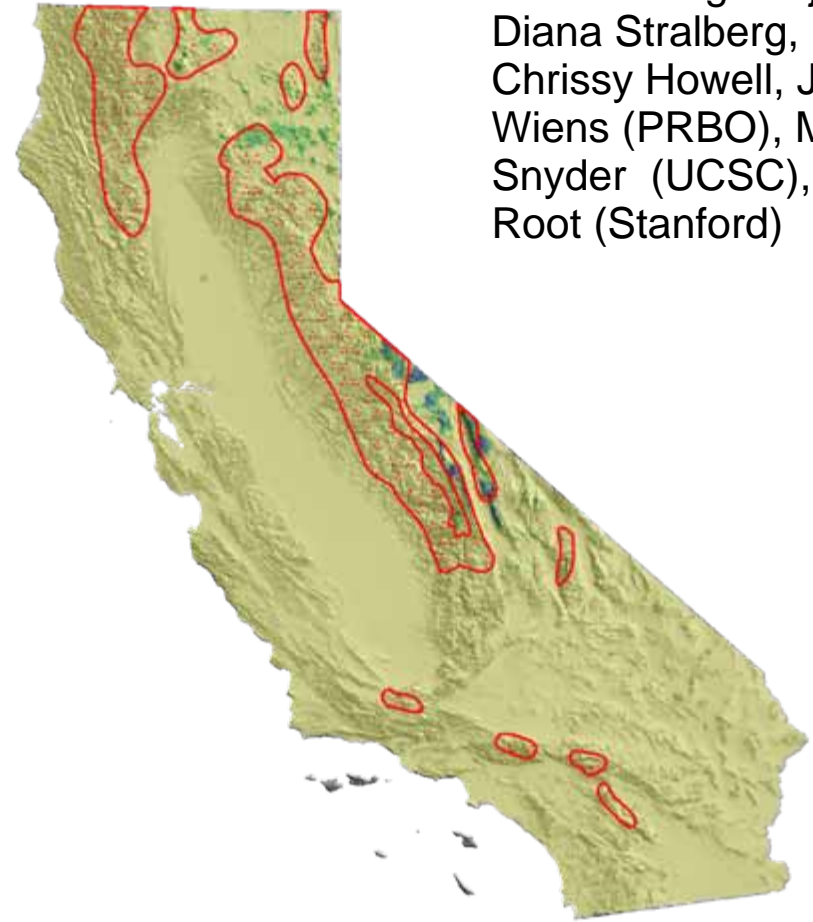 Diana Stralberg,
Chrissy Howell, J
Wiens (PRBO), M
Snyder (UCSC),
Root (Stanford)